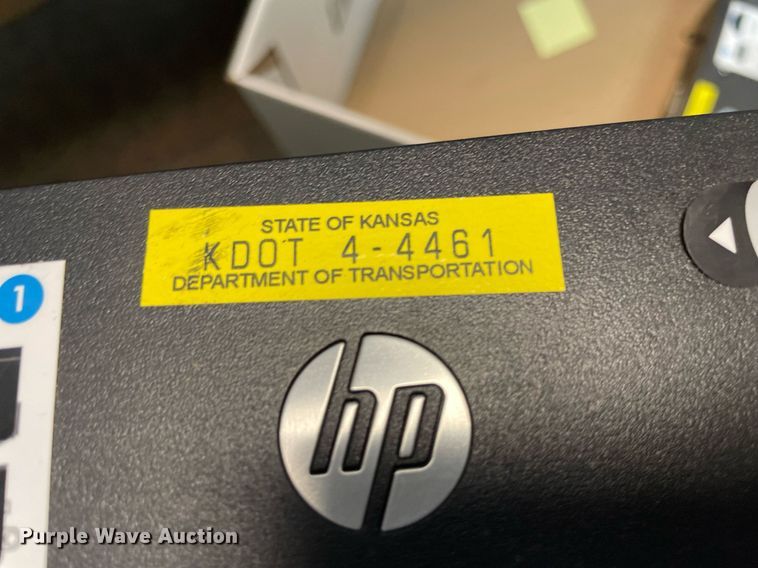 STATE OF KANSAS
KDOT 4-4461
DEPARTMENT OF TRANSPORTATION
1
hp
Purple Wave Auction